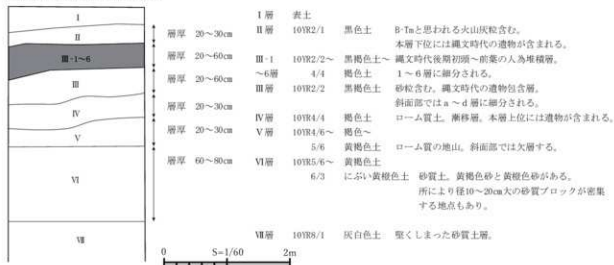 I
II
III-1～6
III
IV
V
VI
VII
層厚 20～30cm
層厚 20～60cm
層厚 20～60cm
層厚 20～30cm
層厚 20～30cm
層厚 60～80cm
0 S=1/60 2m
I層 表土
II層 10YR2/1 黒色土 B-Tmと思われる火山灰粒含む。
本層下位には縄文時代の遺物が含まれる。
III-1 10YR2/2～ 黒褐色土～ 縄文時代後期初頭～前葉の人為堆積層。
～6層 4/4 褐色土 1～6層に細分される。
III層 10YR2/2 黒褐色土 砂粒含む。縄文時代の遺物包含層。
斜面部ではa～d層に細分される。
IV層 10YR4/4 褐色土 ローム質土。漸移層。本層上位には遺物が含まれる。
V層 10YR4/6～ 褐色～
5/6 黄褐色土 ローム質の地山。斜面部では欠層する。
VI層 10YR5/6～ 黄褐色土
6/3 にぶい黄橙色土 砂質土。黄褐色砂と黄橙色砂がある。
所により径10～20cm大の砂質ブロックが密集
する地点もあり。
VII層 10YR8/1 灰白色土 堅くしまった砂質土層。